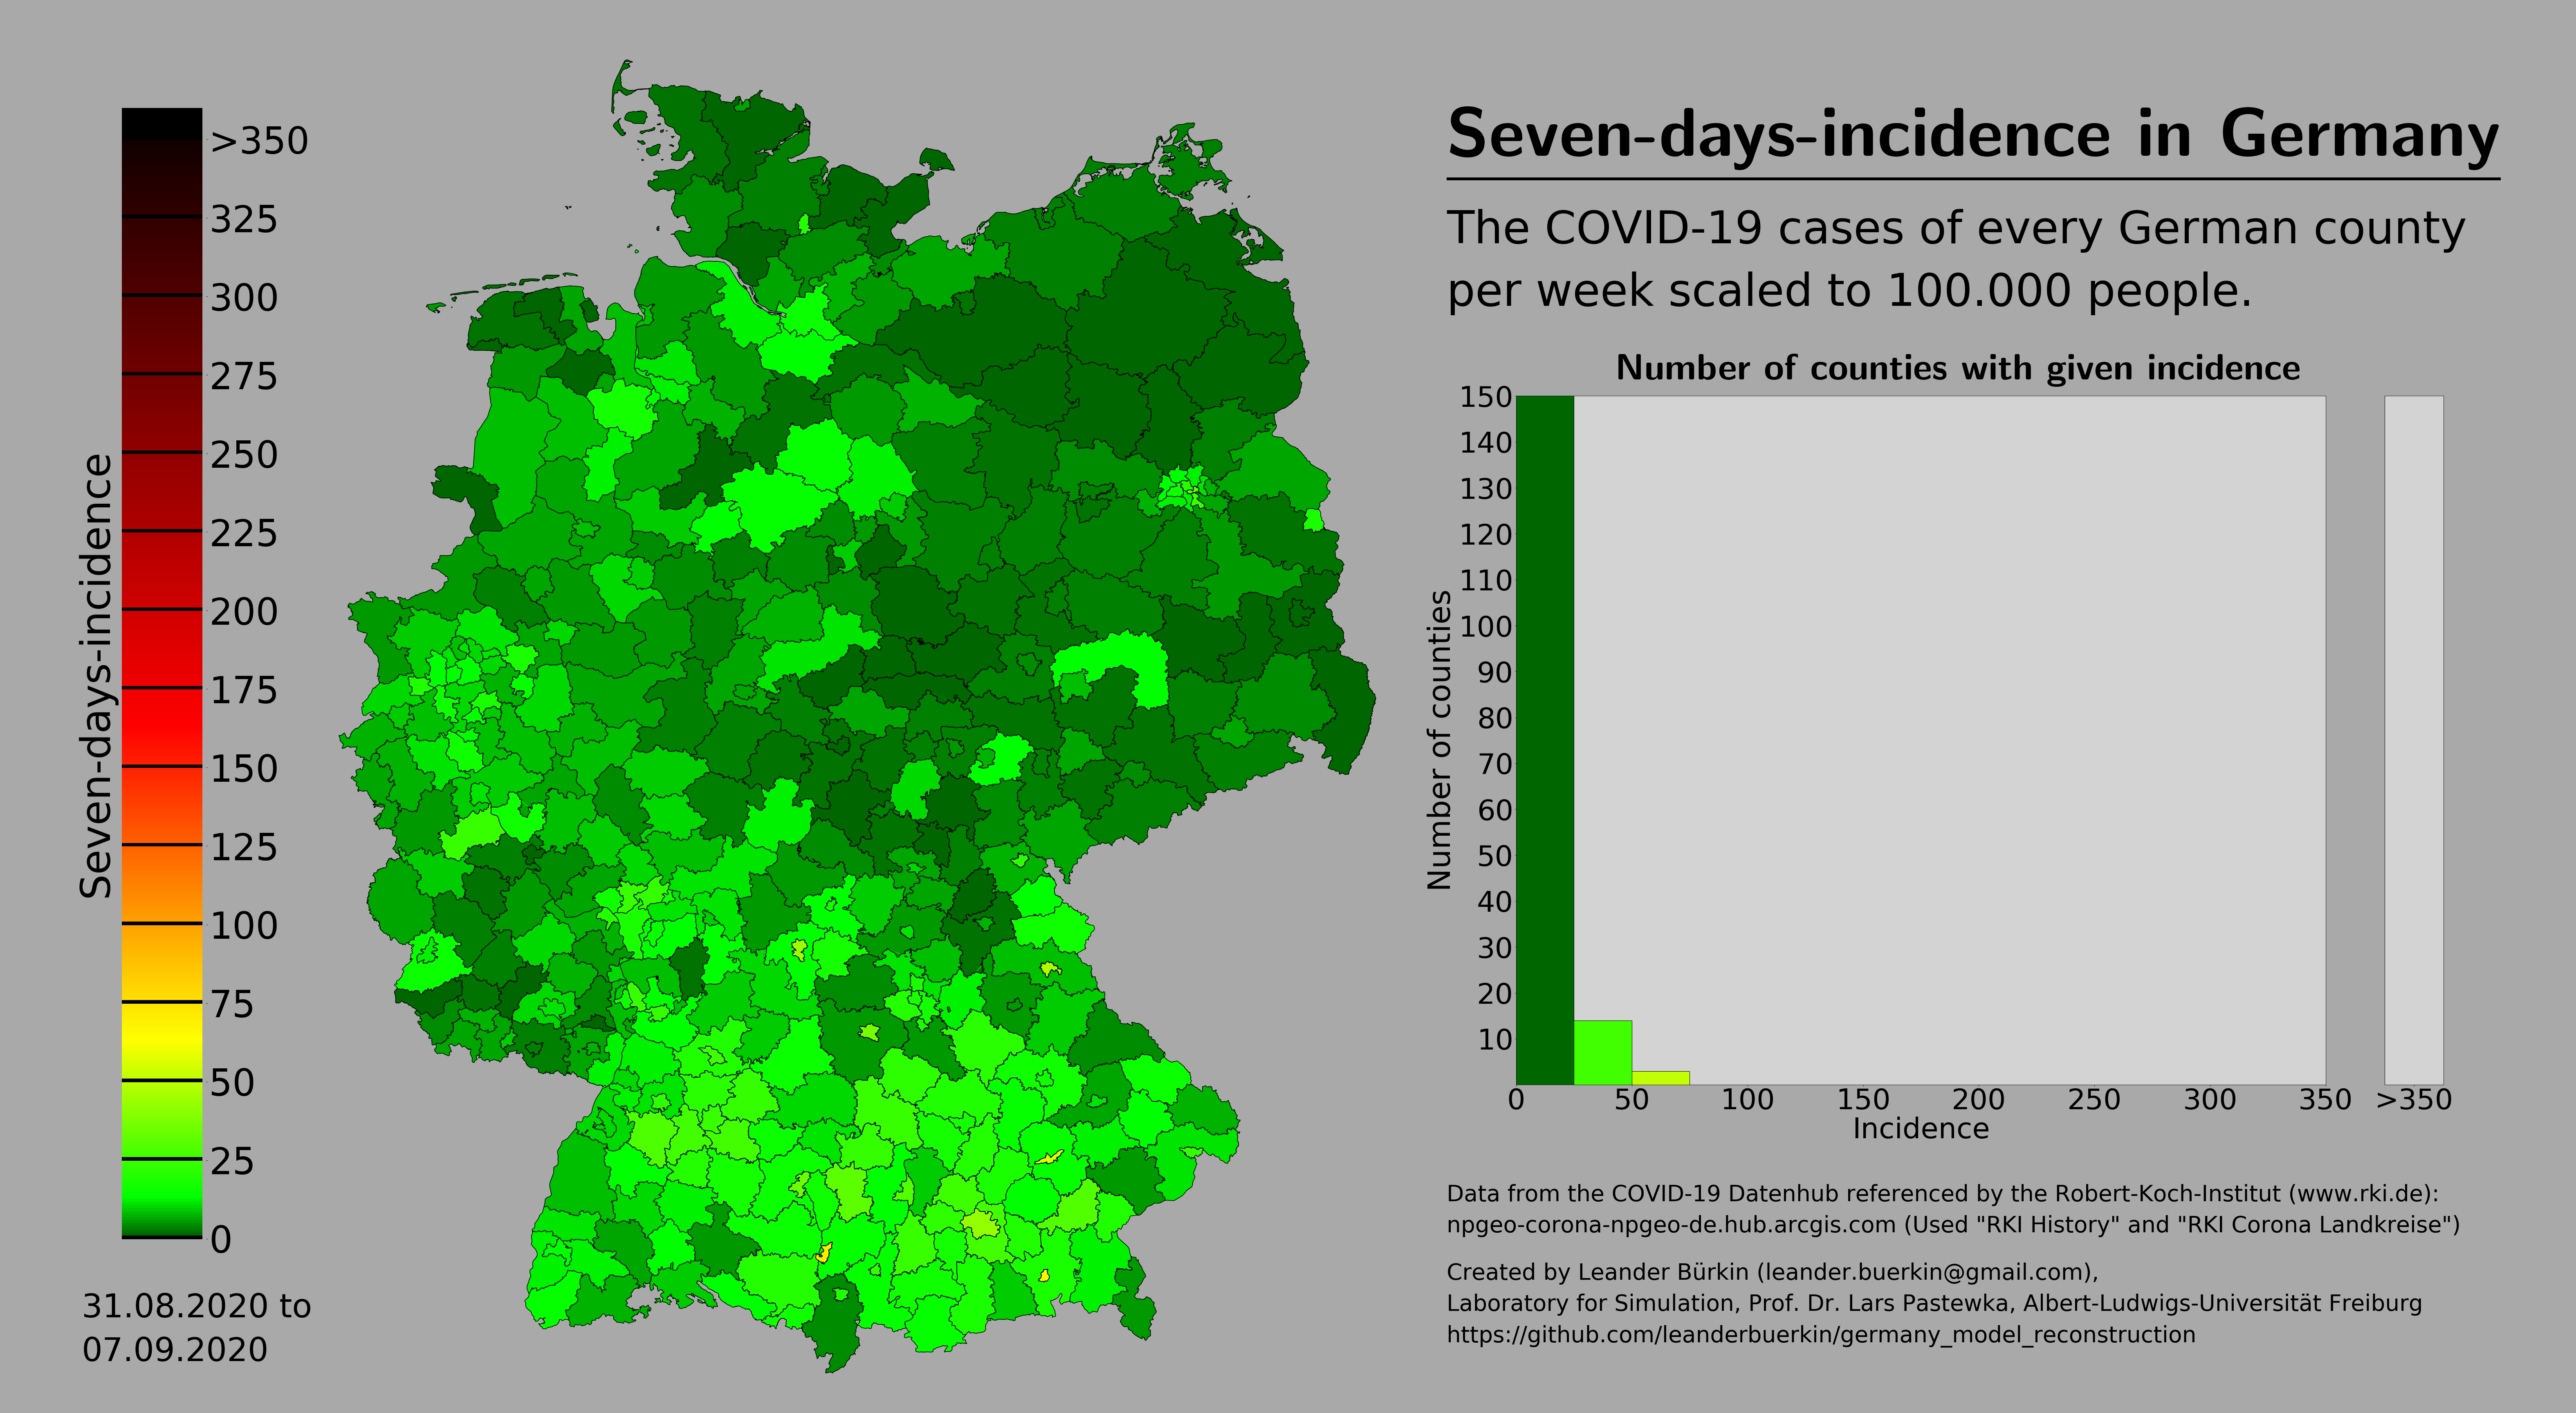 Seven-days-incidence in Germany
The COVID-19 cases of every German county
per week scaled to 100.000 people.
Seven-days-incidence
>350
325
300
275
250
225
200
175
150
125
100
75
50
25
0
31.08.2020 to
07.09.2020
Number of counties with given incidence
Number of counties
150
140
130
120
110
100
90
80
70
60
50
40
30
20
10
0 50 100 150 200 250 300 350 >350
Incidence
Data from the COVID-19 Datenhub referenced by the Robert-Koch-Institut (www.rki.de):
npgeo-corona-npgeo-de.hub.arcgis.com (Used "RKI History" and "RKI Corona Landkreise")
Created by Leander Bürkin (leander.buerkin@gmail.com),
Laboratory for Simulation, Prof. Dr. Lars Pastewka, Albert-Ludwigs-Universität Freiburg
https://github.com/leanderbuerkin/germany_model_reconstruction